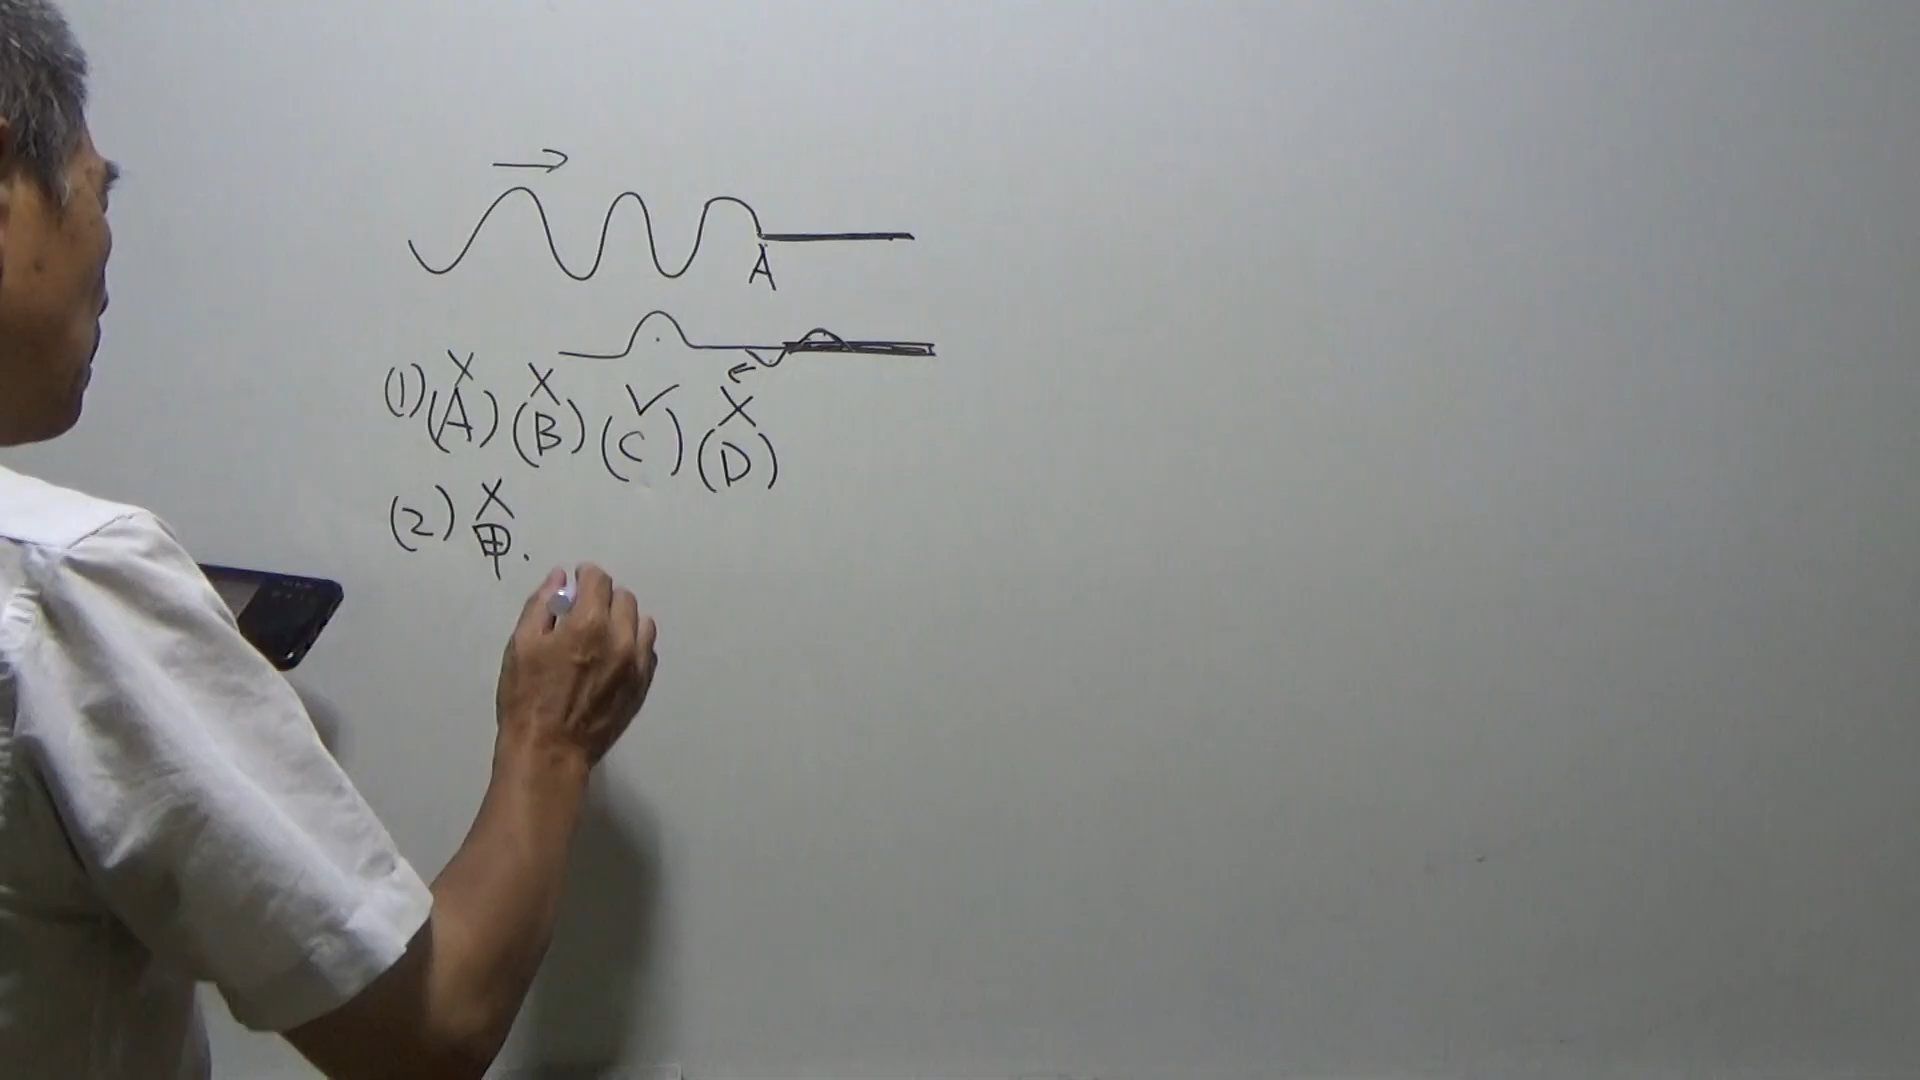 A
X X ✓ X
(1) (A) (B) (C) (D)
X
(2) 甲.